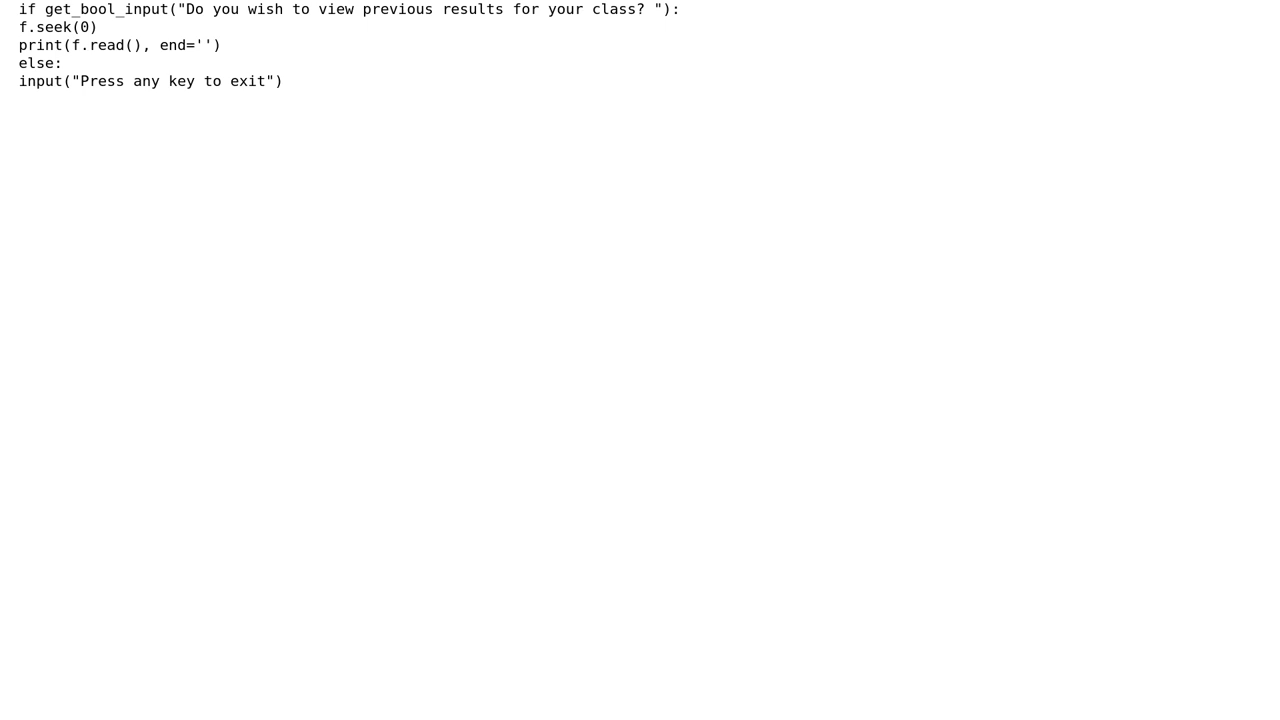 if get_bool_input("Do you wish to view previous results for your class? "):
f.seek(0)
print(f.read(), end='')
else:
input("Press any key to exit")